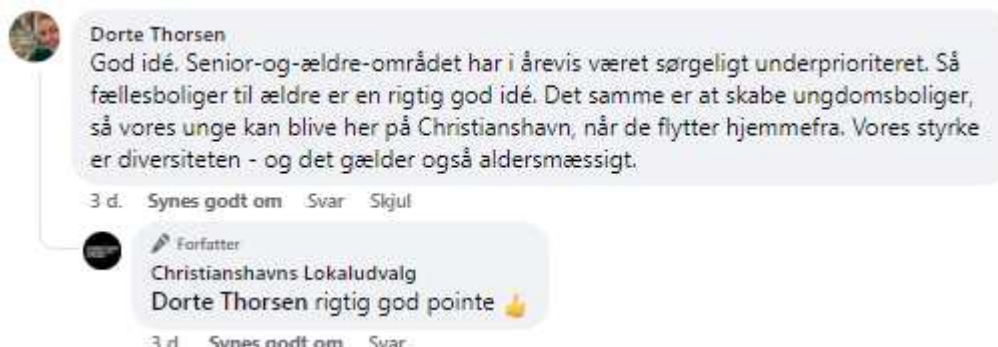 Dorte Thorsen
God idé. Senior-og-ældre-området har i årevis været sørgeligt underprioriteret. Så
fællesboliger til ældre er en rigtig god idé. Det samme er at skabe ungdomsboliger,
så vores unge kan blive her på Christianshavn, når de flytter hjemmefra. Vores styrke
er diversiteten - og det gælder også aldersmæssigt.
3 d. Synes godt om Svar Skjul
Forfatter
Christianshavns Lokaludvalg
Dorte Thorsen rigtig god pointe 👍
3 d. Synes godt om Svar